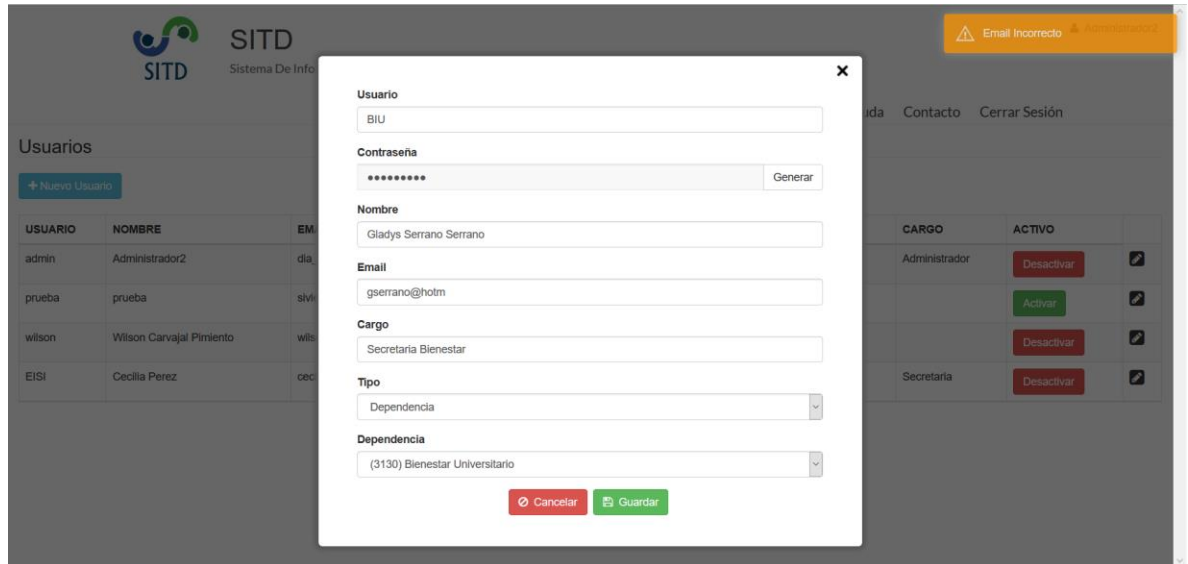 SITD
SITD
Sistema De Info
Email Incorrecto
Administrador2
uda Contacto Cerrar Sesión
Usuarios
+ Nuevo Usuario
USUARIO NOMBRE EM CARGO ACTIVO
admin Administrador2 dia_ Administrador Desactivar
prueba prueba Activar
wilson Wilson Carvajal Pimiento wils Desactivar
EISI Cecilia Perez cec Secretaria Desactivar
Usuario
BIU
Contraseña
•••••••••
Generar
Nombre
Gladys Serrano Serrano
Email
gserrano@hotm
Cargo
Secretaria Bienestar
Tipo
Dependencia
Dependencia
(3130) Bienestar Universitario
Cancelar Guardar